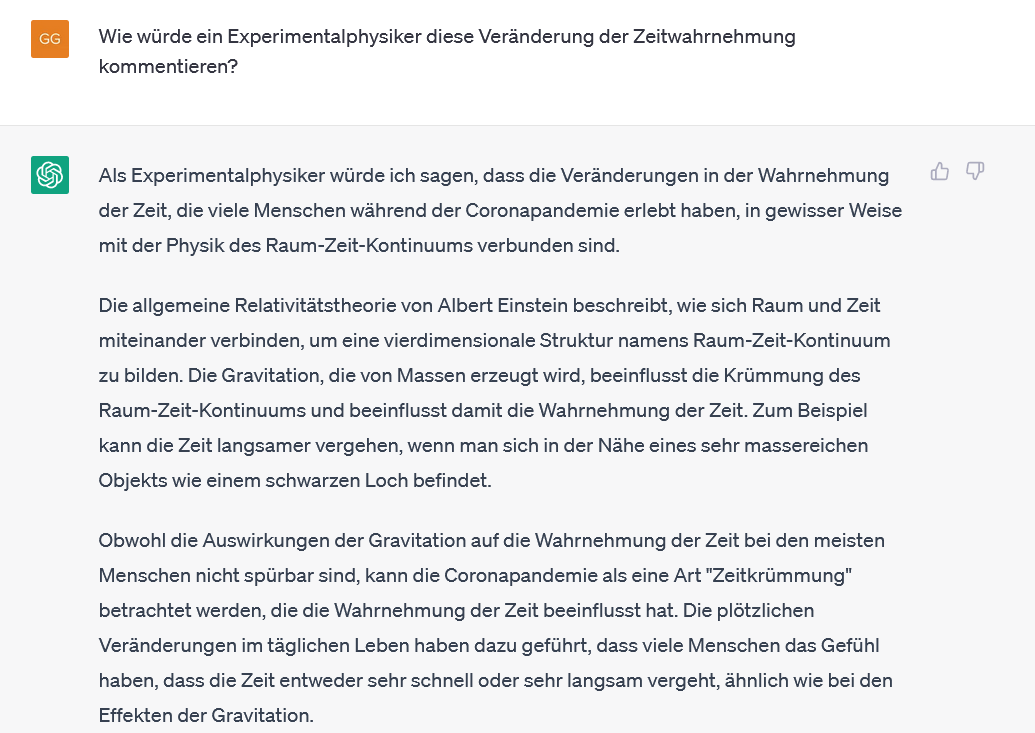 GG
Wie würde ein Experimentalphysiker diese Veränderung der Zeitwahrnehmung
kommentieren?
Als Experimentalphysiker würde ich sagen, dass die Veränderungen in der Wahrnehmung
der Zeit, die viele Menschen während der Coronapandemie erlebt haben, in gewisser Weise
mit der Physik des Raum-Zeit-Kontinuums verbunden sind.
Die allgemeine Relativitätstheorie von Albert Einstein beschreibt, wie sich Raum und Zeit
miteinander verbinden, um eine vierdimensionale Struktur namens Raum-Zeit-Kontinuum
zu bilden. Die Gravitation, die von Massen erzeugt wird, beeinflusst die Krümmung des
Raum-Zeit-Kontinuums und beeinflusst damit die Wahrnehmung der Zeit. Zum Beispiel
kann die Zeit langsamer vergehen, wenn man sich in der Nähe eines sehr massereichen
Objekts wie einem schwarzen Loch befindet.
Obwohl die Auswirkungen der Gravitation auf die Wahrnehmung der Zeit bei den meisten
Menschen nicht spürbar sind, kann die Coronapandemie als eine Art "Zeitkrümmung"
betrachtet werden, die die Wahrnehmung der Zeit beeinflusst hat. Die plötzlichen
Veränderungen im täglichen Leben haben dazu geführt, dass viele Menschen das Gefühl
haben, dass die Zeit entweder sehr schnell oder sehr langsam vergeht, ähnlich wie bei den
Effekten der Gravitation.